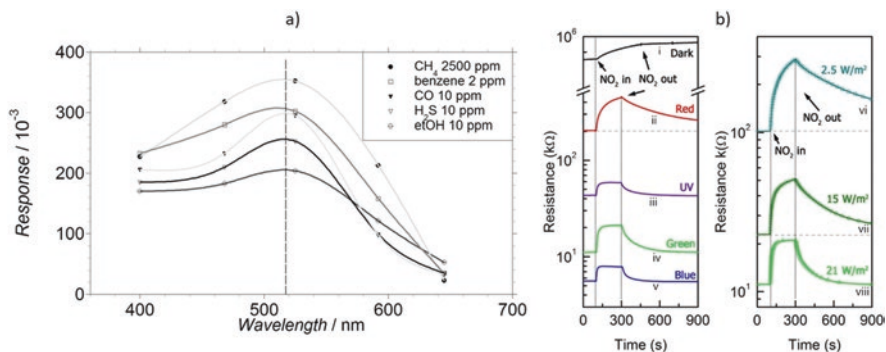 a)
400
300
200
100
0
Response / 10⁻³
100
200
300
400
500
600
700
Wavelength / nm
CH₄ 2500 ppm
benzene 2 ppm
CO 10 ppm
H₂S 10 ppm
etOH 10 ppm
b)
10⁶
10²
10¹
Resistance (kΩ)
Dark
i
NO₂ in
NO₂ out
Red
ii
UV
iii
Green
iv
Blue
v
0
300
600
900
Time (s)
10²
10¹
Resistance k(Ω)
2.5 W/m²
vi
NO₂ in
NO₂ out
15 W/m²
vii
21 W/m²
viii
0
300
600
900
Time (s)